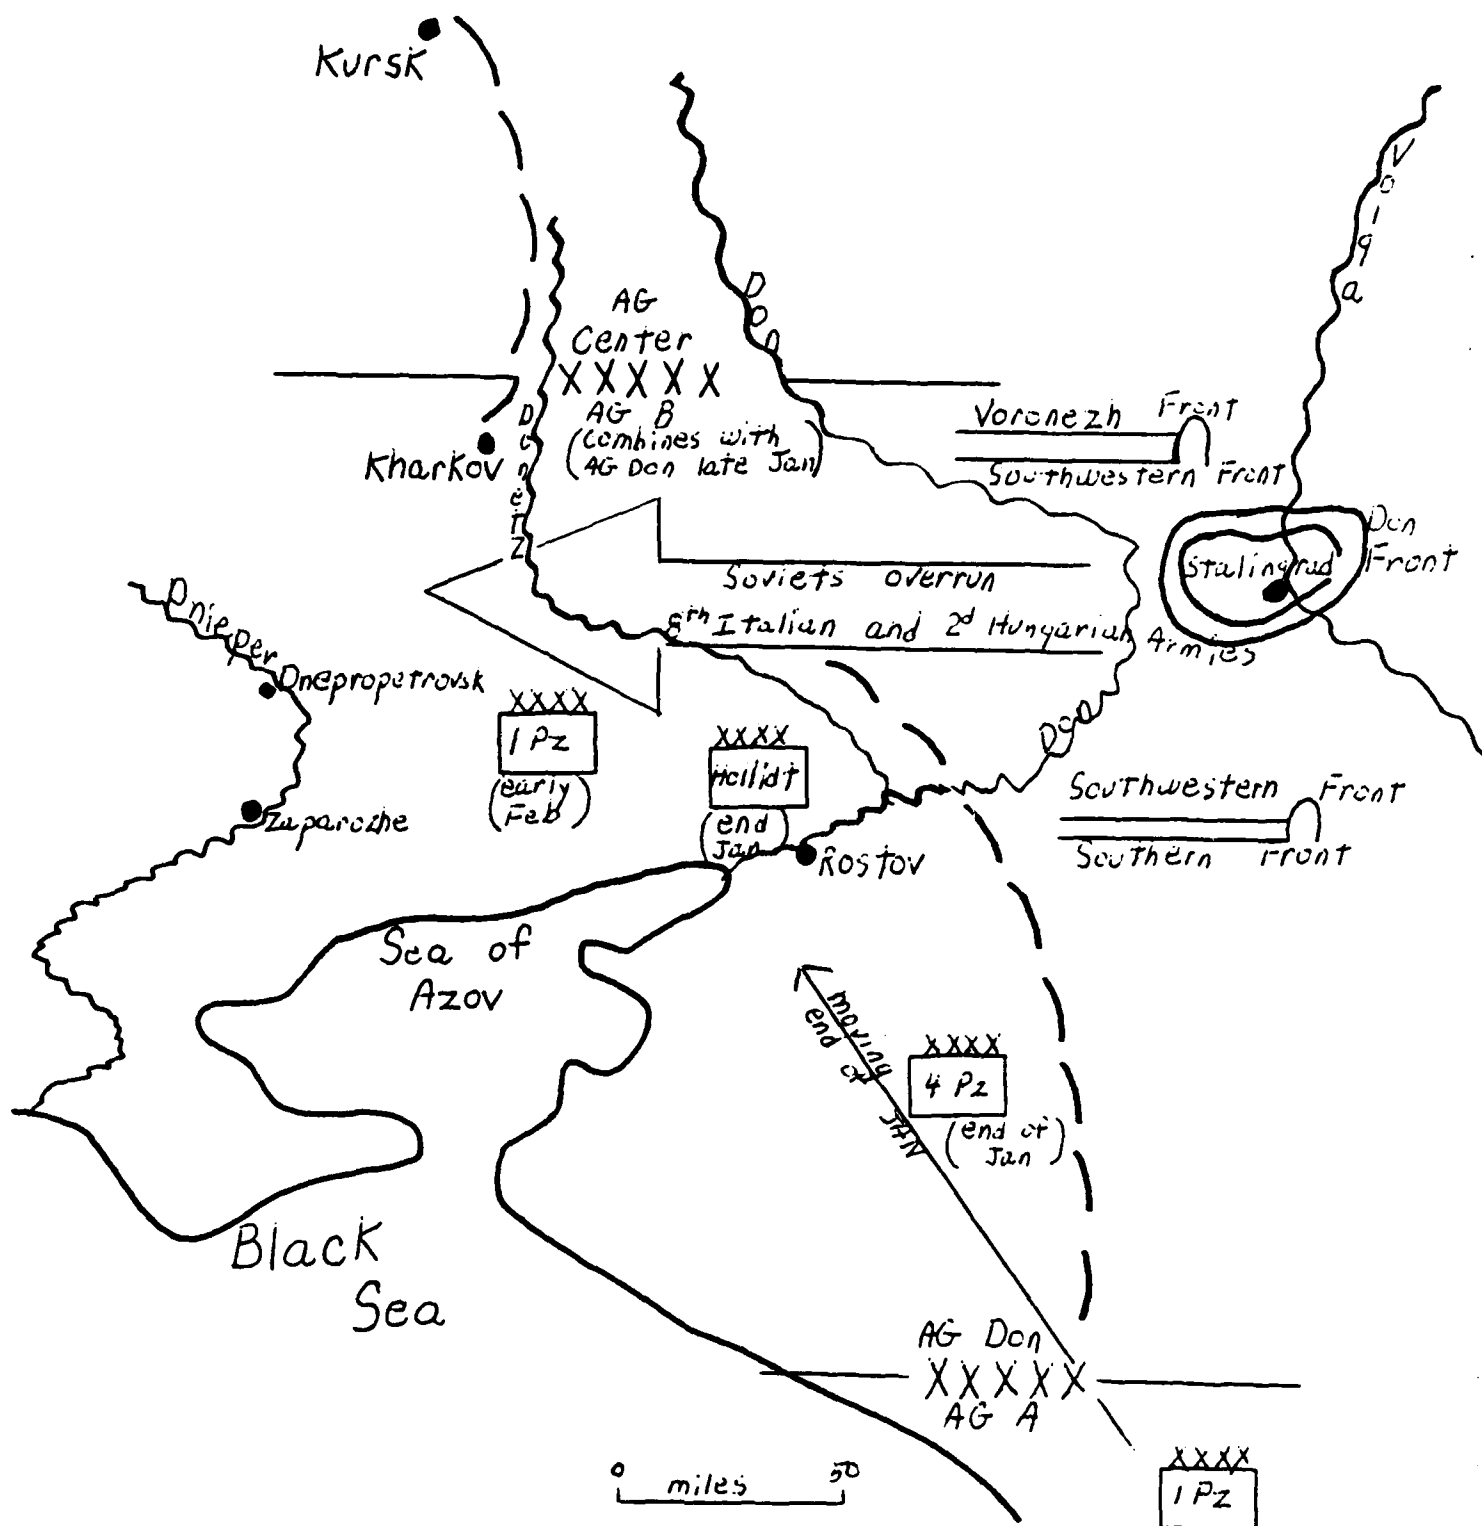 Kursk
Volga
Don
AG
Center
XXXXX
AG B
(combines with
AG Don late Jan)
Donetz
Kharkov
Voronezh Front
Southwestern Front
Don
Front
Stalingrad
Soviets overrun
8th Italian and 2d Hungarian Armies
Dnieper
Dnepropetrovsk
XXXX
1 Pz
(early
Feb)
XXXX
Hollidt
(end
Jan)
Don
Zaparozhe
Rostov
Southwestern Front
Southern Front
Sea of
Azov
moving
end of
JAN
XXXX
4 Pz
(end of
Jan)
Black
Sea
AG Don
XXXXX
AG A
0 miles 50
XXXX
1 Pz